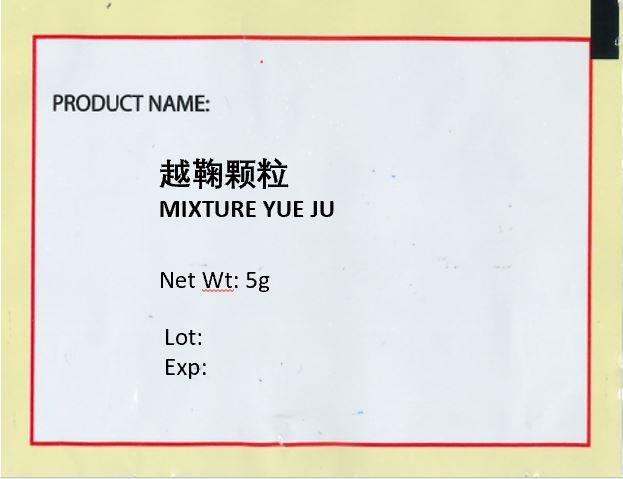 PRODUCT NAME:
越鞠颗粒
MIXTURE YUE JU
Net Wt: 5g
Lot:
Exp: